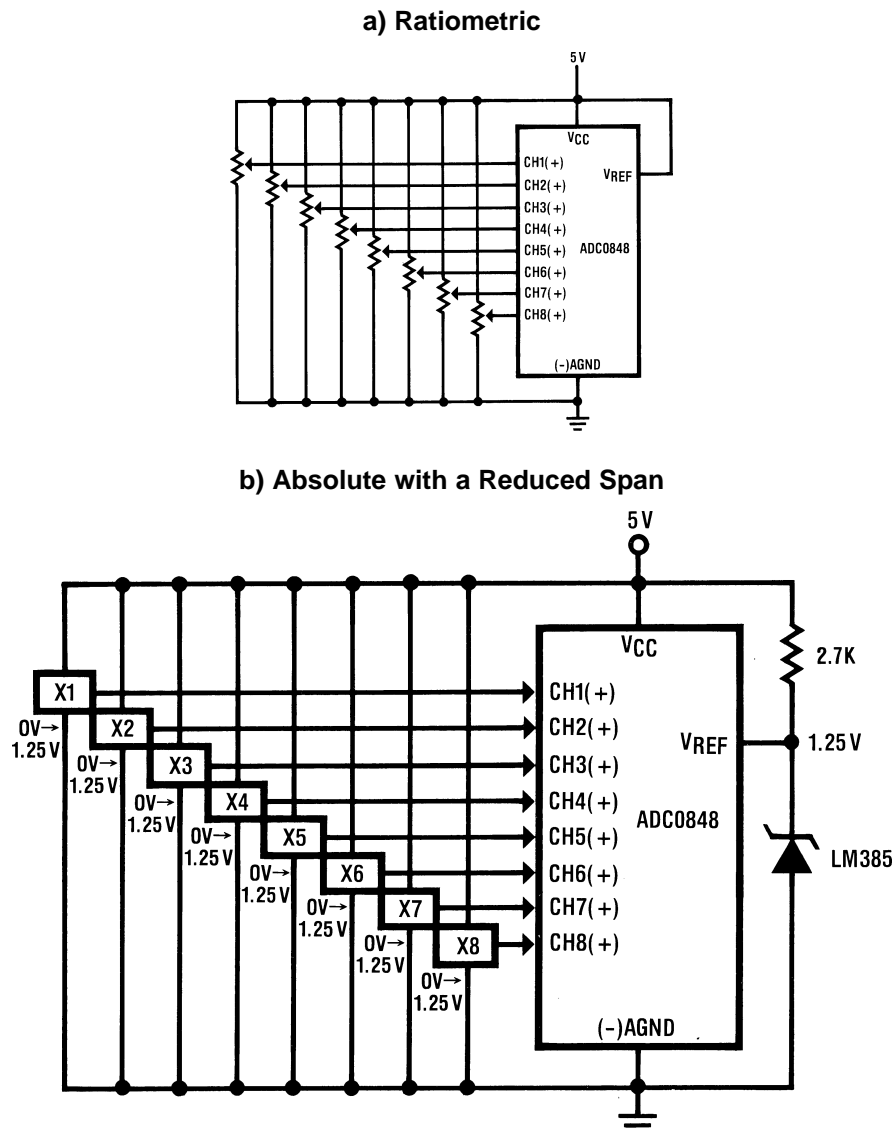 a) Ratiometric
5V
VCC
CH1(+)
VREF
CH2(+)
CH3(+)
CH4(+)
CH5(+)
ADC0848
CH6(+)
CH7(+)
CH8(+)
(-)AGND
b) Absolute with a Reduced Span
5V
VCC
2.7K
X1
CH1(+)
0V→
1.25V
X2
CH2(+)
VREF
1.25V
0V→
1.25V
X3
CH3(+)
0V→
1.25V
X4
CH4(+)
ADC0848
0V→
1.25V
X5
CH5(+)
LM385
0V→
1.25V
X6
CH6(+)
0V→
1.25V
X7
CH7(+)
0V→
1.25V
X8
CH8(+)
0V→
1.25V
(-)AGND